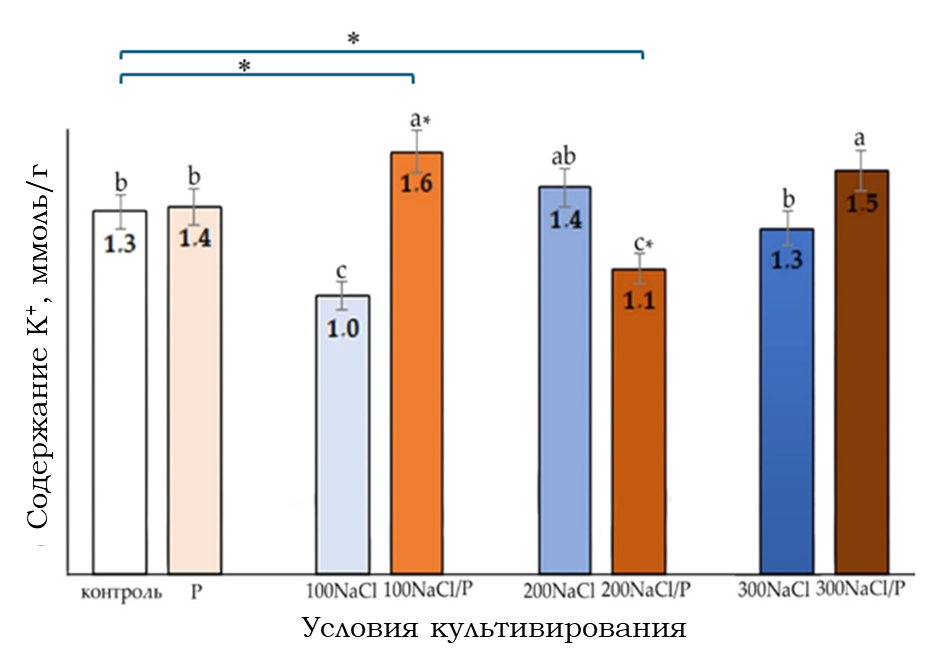 *
*
Содержание K⁺, ммоль/г
b
b
c
a*
ab
c*
b
a
1.3
1.4
1.0
1.6
1.4
1.1
1.3
1.5
контроль P 100NaCl 100NaCl/P 200NaCl 200NaCl/P 300NaCl 300NaCl/P
Условия культивирования